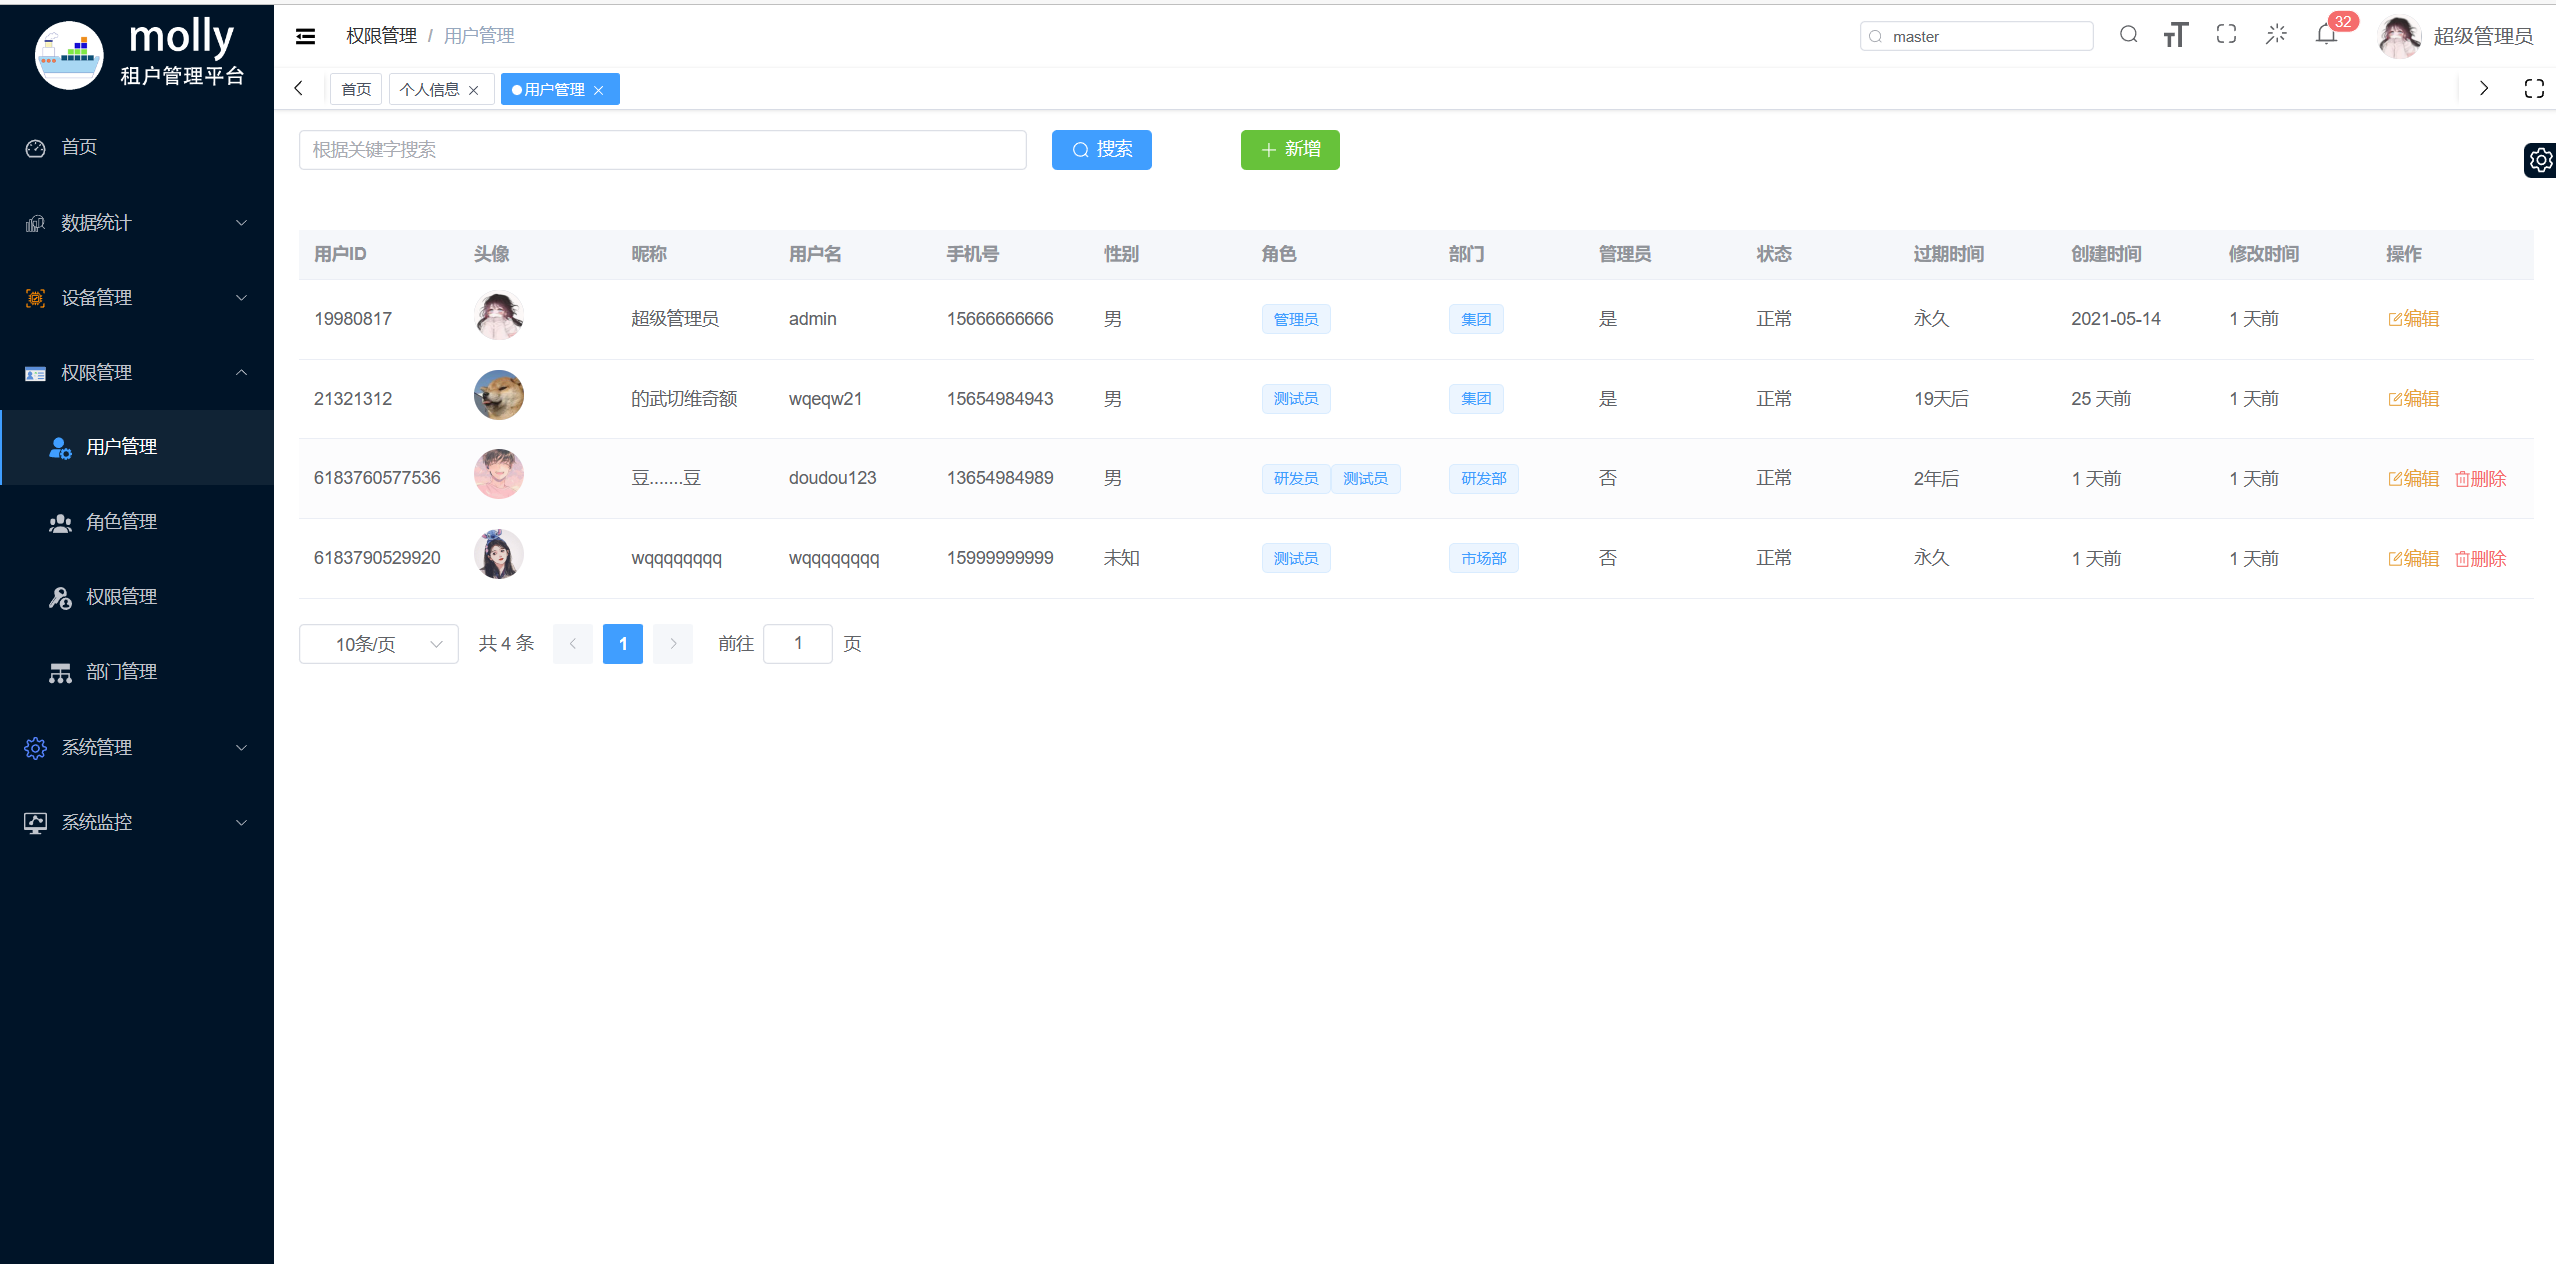 molly
租户管理平台
首页
数据统计
设备管理
权限管理
用户管理
角色管理
权限管理
部门管理
系统管理
系统监控
权限管理 / 用户管理
master
32
超级管理员
首页 个人信息 用户管理
根据关键字搜索 搜索 新增
用户ID 头像 昵称 用户名 手机号 性别 角色 部门 管理员 状态 过期时间 创建时间 修改时间 操作
19980817 超级管理员 admin 15666666666 男 管理员 集团 是 正常 永久 2021-05-14 1 天前 编辑
21321312 的武切维奇额 wqeqw21 15654984943 男 测试员 集团 是 正常 19天后 25 天前 1 天前 编辑
6183760577536 豆.......豆 doudou123 13654984989 男 研发员 测试员 研发部 否 正常 2年后 1 天前 1 天前 编辑 删除
6183790529920 wqqqqqqqq wqqqqqqqq 15999999999 未知 测试员 市场部 否 正常 永久 1 天前 1 天前 编辑 删除
10条/页 共 4 条 1 前往 1 页